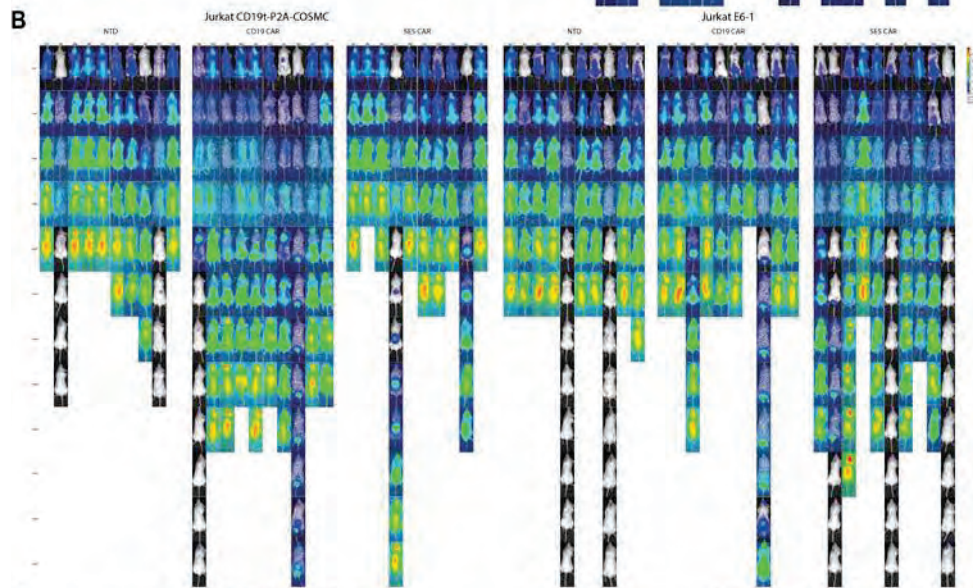 B
Jurkat CD19t-P2A-COSMC
Jurkat E6-1
NTD
CD19 CAR
SES CAR
NTD
CD19 CAR
SES CAR